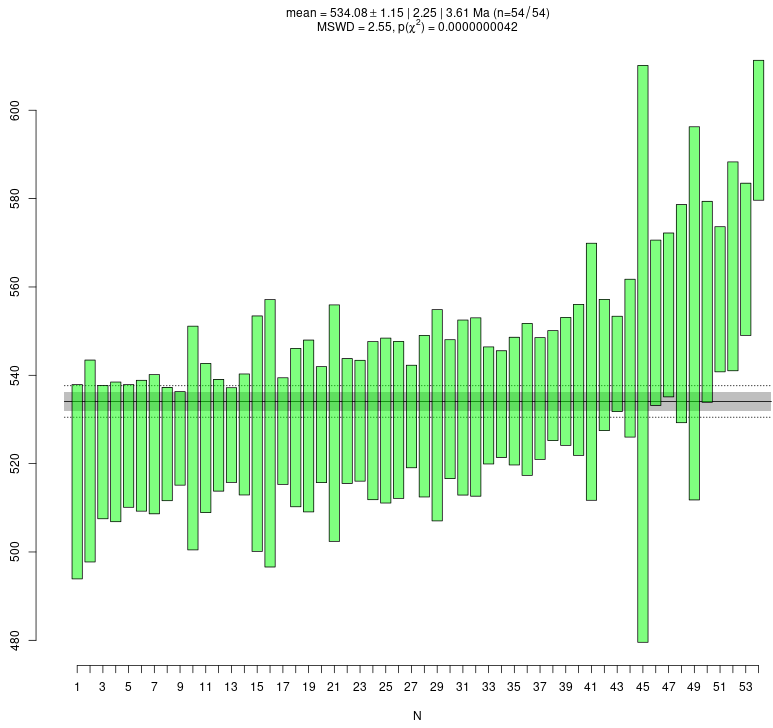 mean = 534.08 ± 1.15 | 2.25 | 3.61 Ma (n=54/54)
MSWD = 2.55, p(χ²) = 0.0000000042
600
580
560
540
520
500
480
1 3 5 7 9 11 13 15 17 19 21 23 25 27 29 31 33 35 37 39 41 43 45 47 49 51 53
N